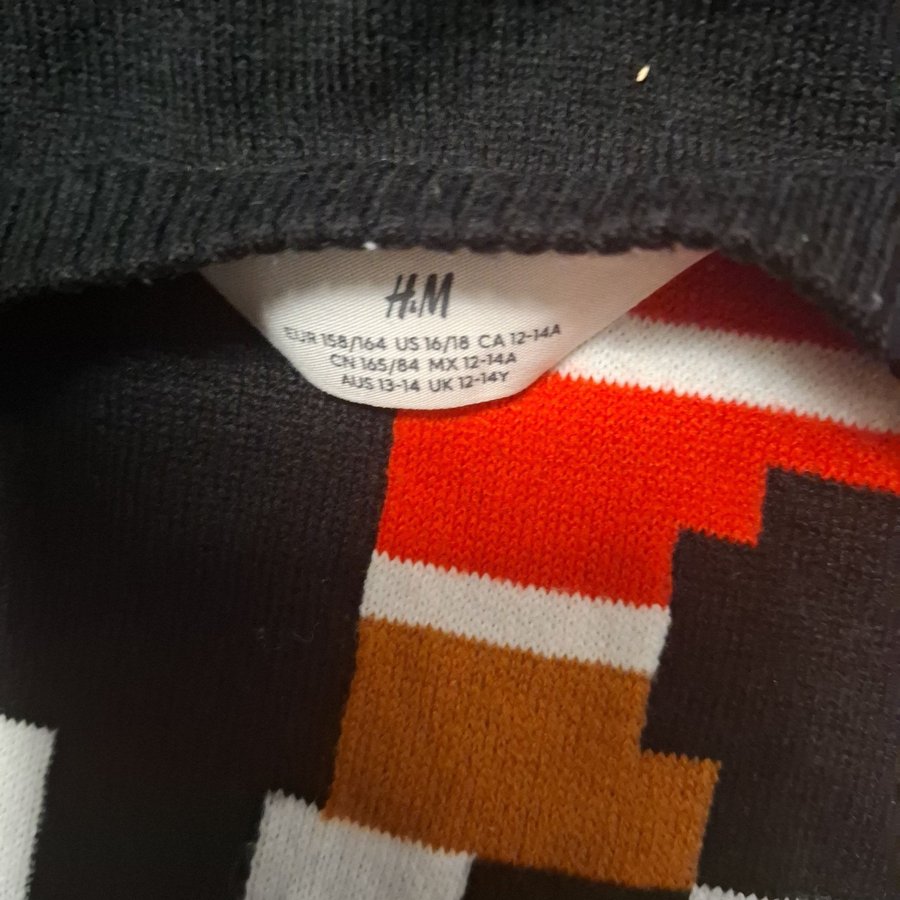 H&M
EUR 158/164 US 16/18 CA 12-14A
CN 165/84 MX 12-14A
AUS 13-14 UK 12-14Y